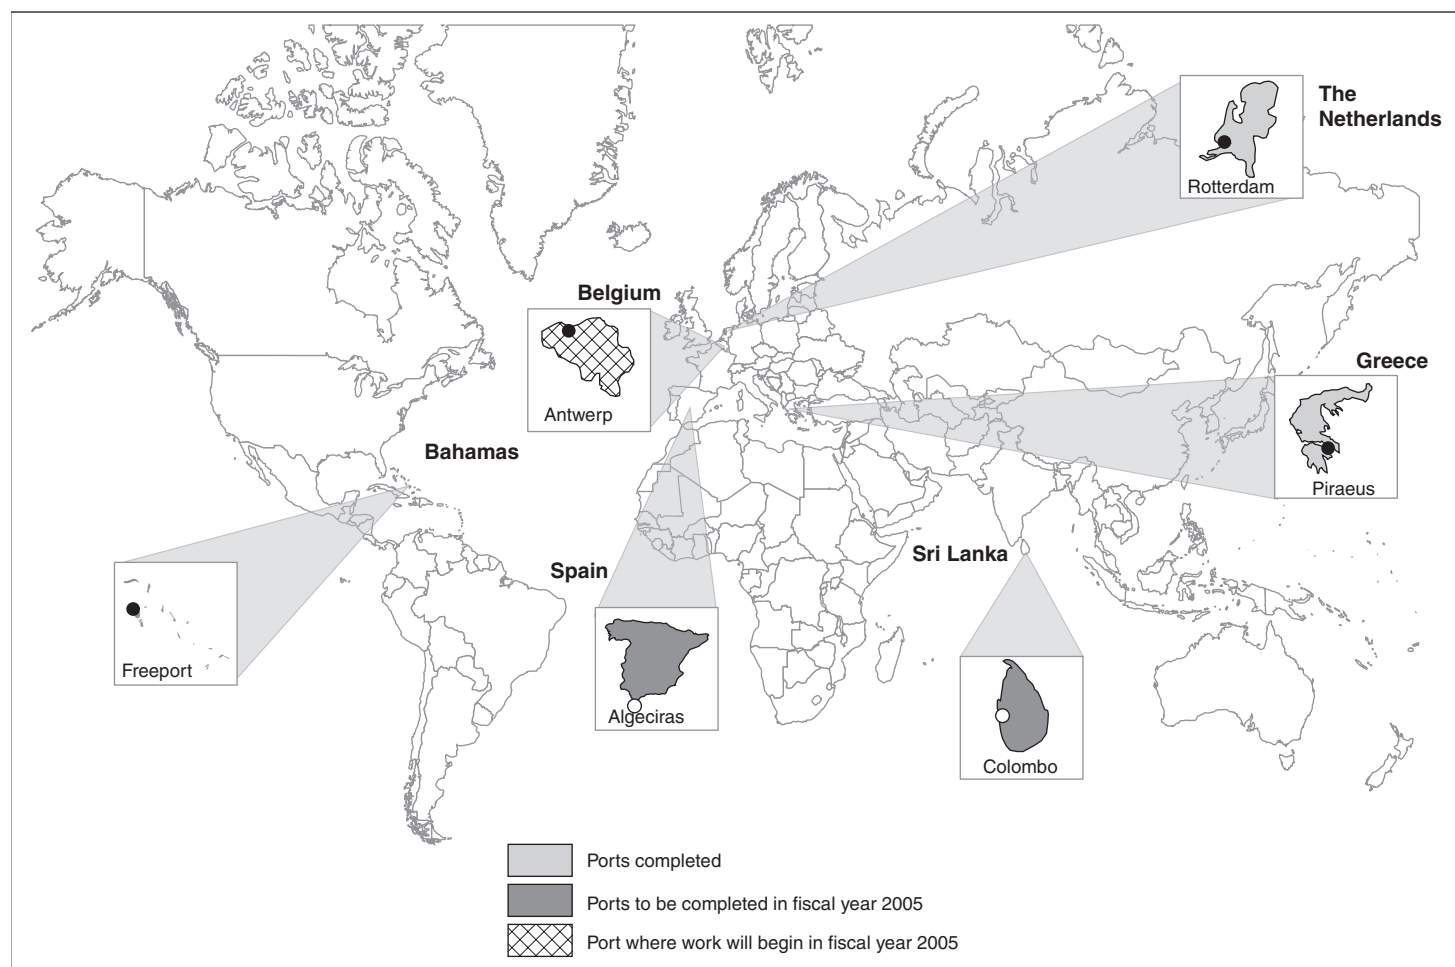 The
Netherlands
Rotterdam
Belgium
Antwerp
Greece
Piraeus
Bahamas
Freeport
Spain
Algeciras
Sri Lanka
Colombo
Ports completed
Ports to be completed in fiscal year 2005
Port where work will begin in fiscal year 2005